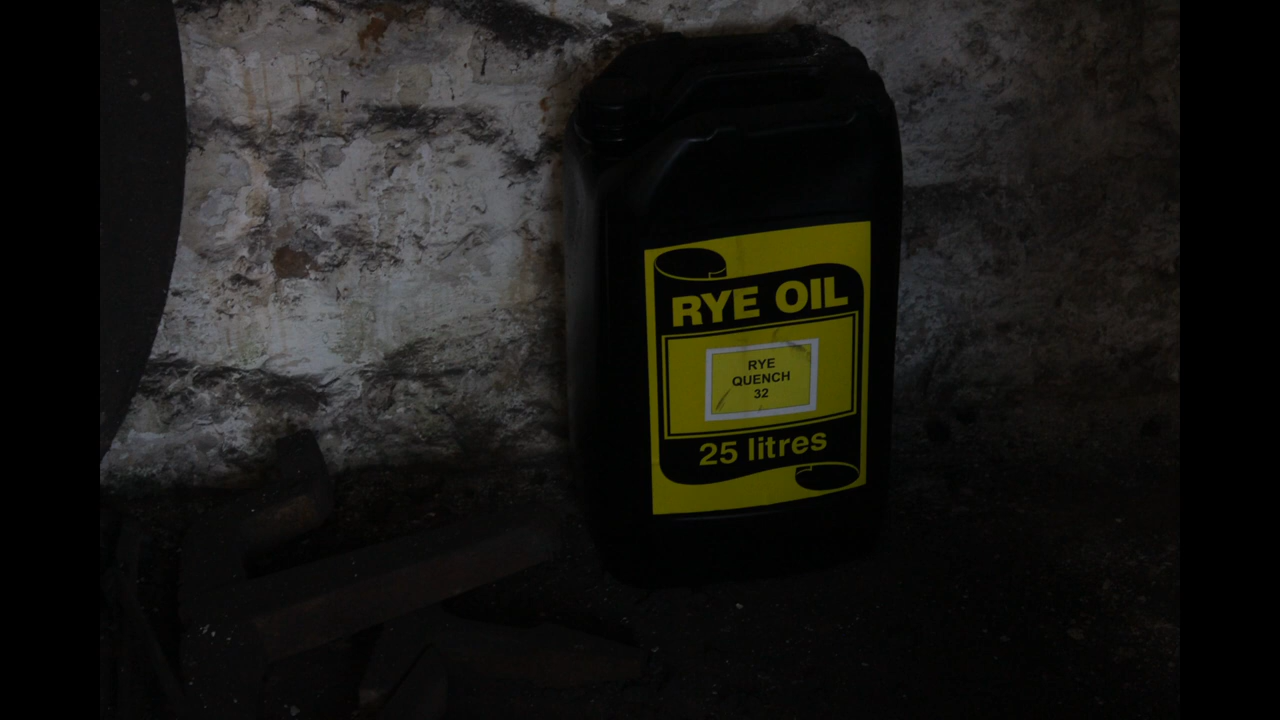 RYE OIL
RYE
QUENCH
32
25 litres